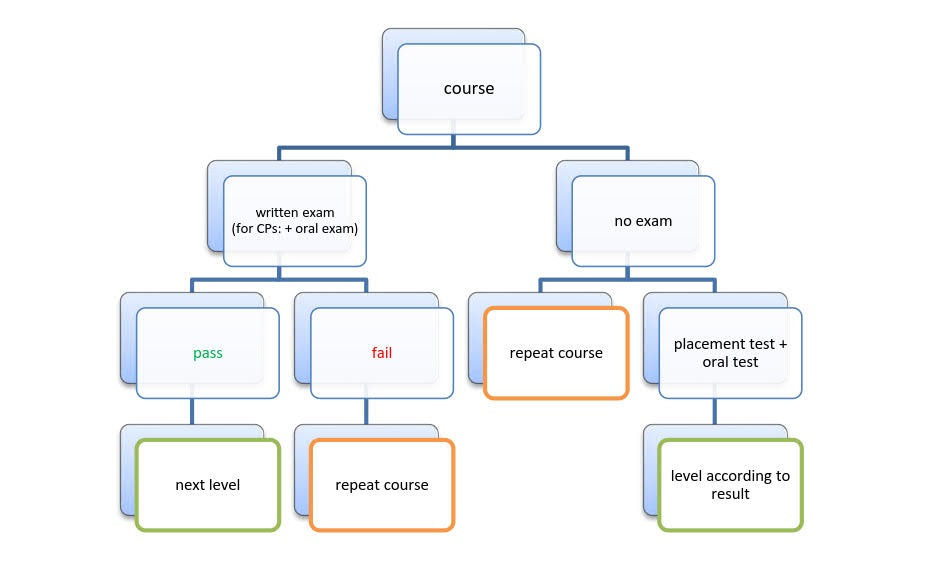 course
written exam
(for CPs: + oral exam)
no exam
pass
fail
repeat course
placement test +
oral test
next level
repeat course
level according to
result